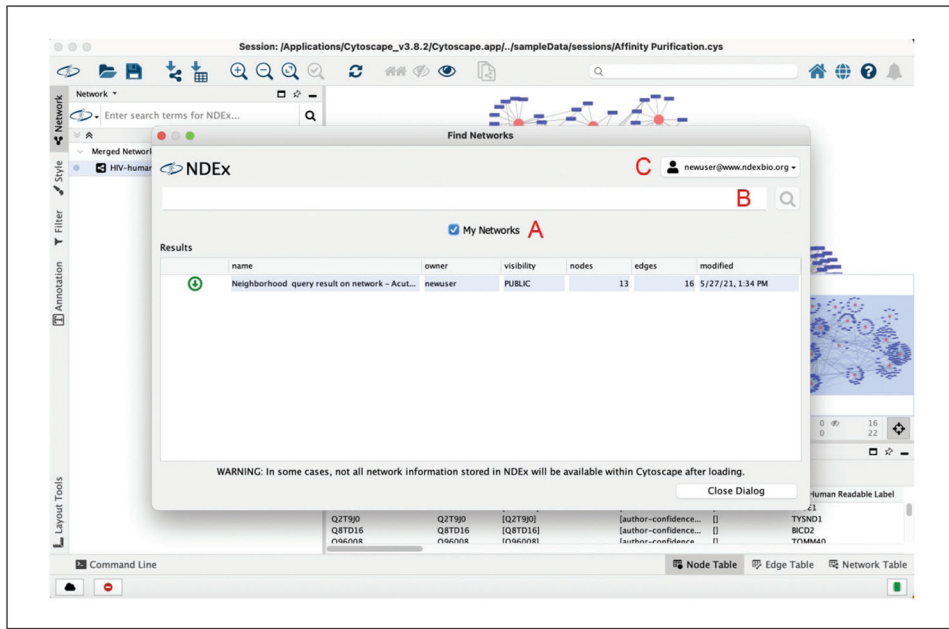 Session: /Applications/Cytoscape_v3.8.2/Cytoscape.app/../sampleData/sessions/Affinity Purification.cys
Network
Enter search terms for NDEx...
Merged Network
HIV-human
Network
Style
Filter
Annotation
Layout Tools
Find Networks
NDEx
C
newuser@www.ndexbio.org
B
My Networks
A
Results
name owner visibility nodes edges modified
Neighborhood query result on network - Acut... newuser PUBLIC 13 16 5/27/21, 1:34 PM
WARNING: In some cases, not all network information stored in NDEx will be available within Cytoscape after loading.
Close Dialog
0 16
0 22
Human Readable Label
Q2T9J0 Q2T9J0 [Q2T9J0] [author-confidence... [] TYSND1
Q8TD16 Q8TD16 [Q8TD16] [author-confidence... [] BICD2
O96008 O96008 [O96008] [author-confidence... [] TOMM40
Command Line
Node Table Edge Table Network Table